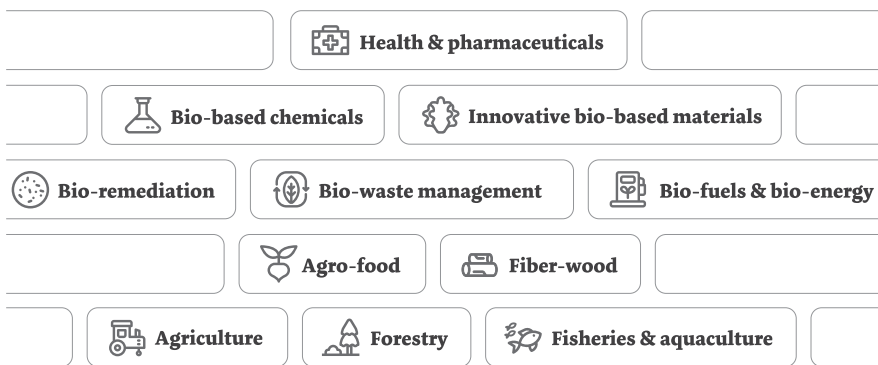 Health & pharmaceuticals
Bio-based chemicals
Innovative bio-based materials
Bio-remediation
Bio-waste management
Bio-fuels & bio-energy
Agro-food
Fiber-wood
Agriculture
Forestry
Fisheries & aquaculture